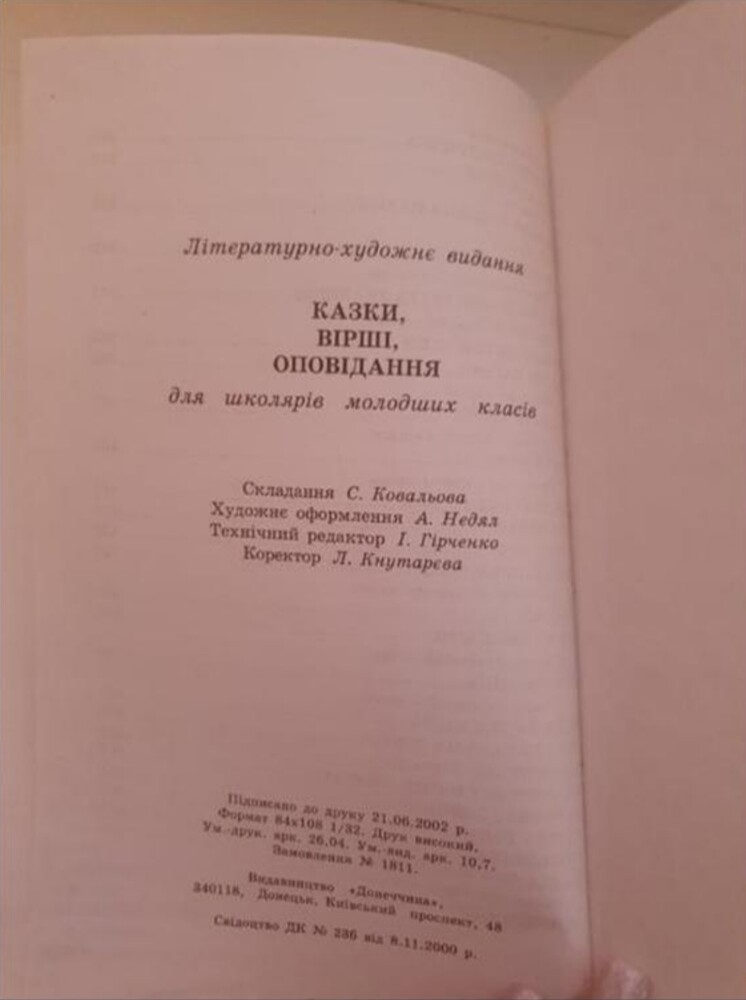 Літературно-художнє видання
КАЗКИ,
ВІРШІ,
ОПОВІДАННЯ
для школярів молодших класів
Складання С. Ковальова
Художнє оформлення А. Недял
Технічний редактор І. Гірченко
Коректор Л. Кнутарєва
Підписано до друку 21.06.2002 р.
Формат 84х108 1/32. Друк високий.
Ум.-друк. арк. 26,04. Ум.-вид. арк. 10,7.
Замовлення № 1811.
Видавництво «Донеччина»,
340118, Донецьк, Київський проспект, 48
Свідоцтво ДК № 236 від 8.11.2000 р.